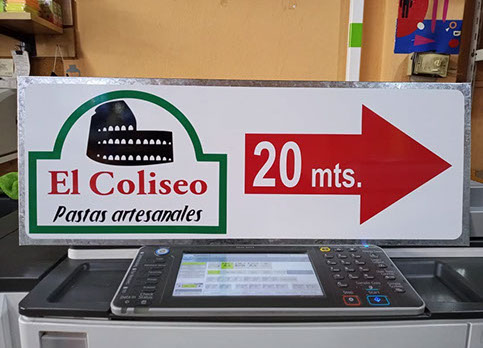 El Coliseo
Pastas artesanales
20 mts.